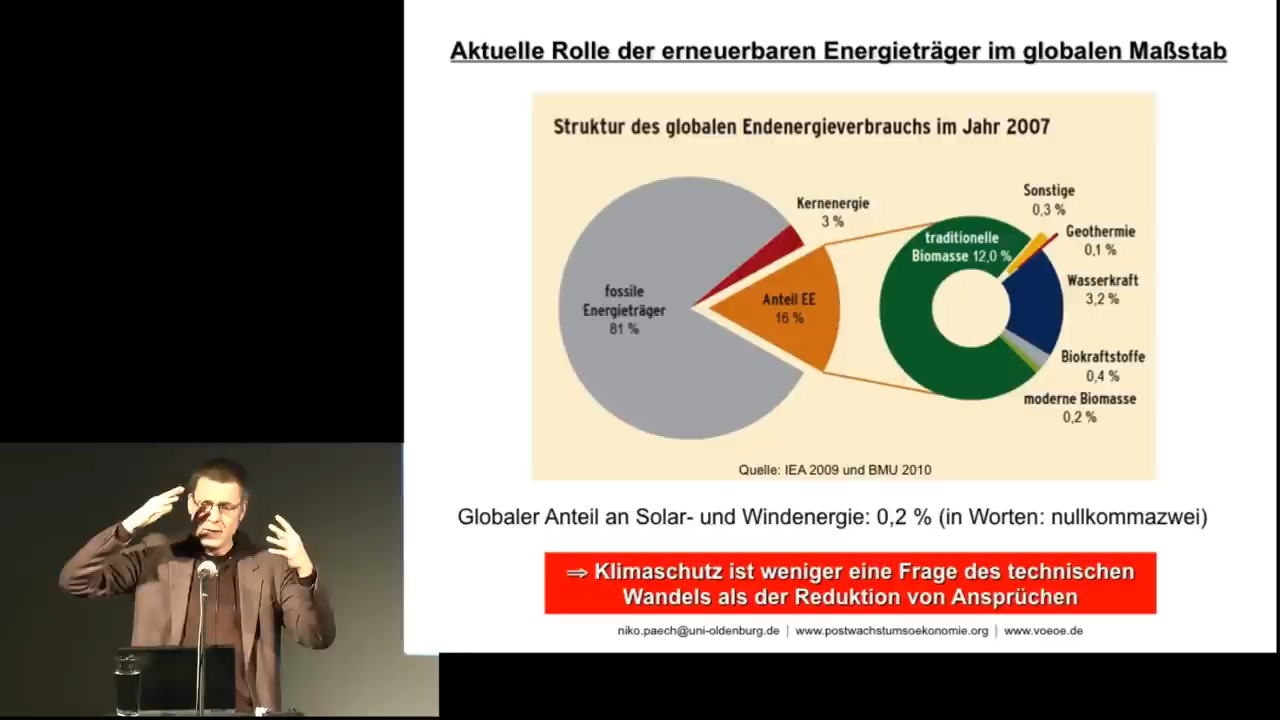 Aktuelle Rolle der erneuerbaren Energieträger im globalen Maßstab
Struktur des globalen Endenergieverbrauchs im Jahr 2007
Kernenergie
3 %
fossile
Energieträger
81 %
Anteil EE
16 %
traditionelle
Biomasse 12,0 %
Sonstige
0,3 %
Geothermie
0,1 %
Wasserkraft
3,2 %
Biokraftstoffe
0,4 %
moderne Biomasse
0,2 %
Quelle: IEA 2009 und BMU 2010
Globaler Anteil an Solar- und Windenergie: 0,2 % (in Worten: nullkommazwei)
⇒ Klimaschutz ist weniger eine Frage des technischen
Wandels als der Reduktion von Ansprüchen
niko.paech@uni-oldenburg.de | www.postwachstumsoekonomie.org | www.voeoe.de